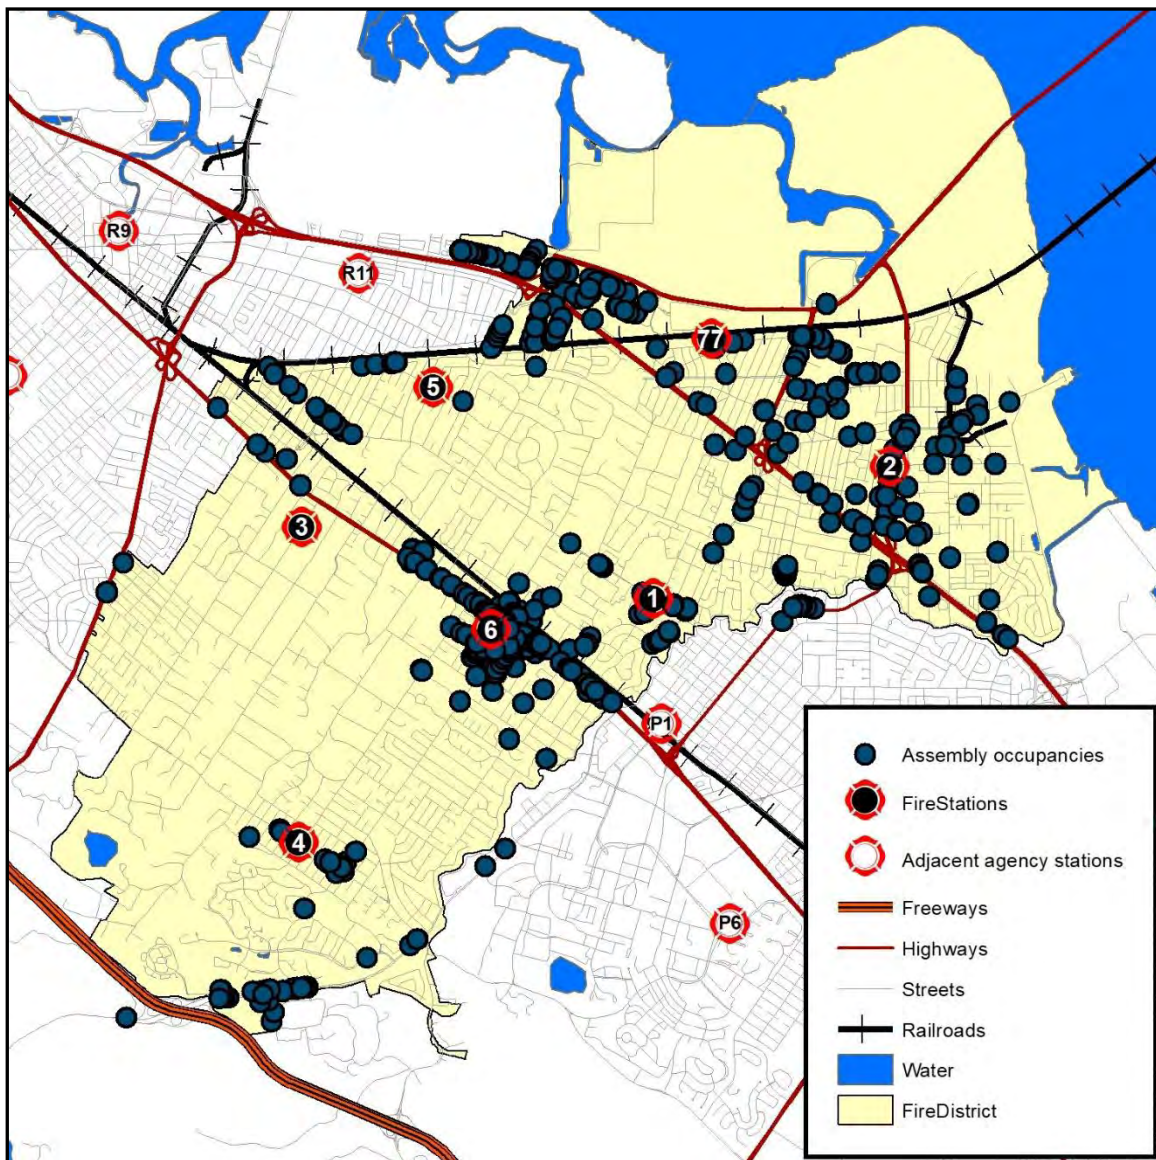 R9
R11
77
5
2
3
1
6
P1
4
P6
Assembly occupancies
FireStations
Adjacent agency stations
Freeways
Highways
Streets
Railroads
Water
FireDistrict